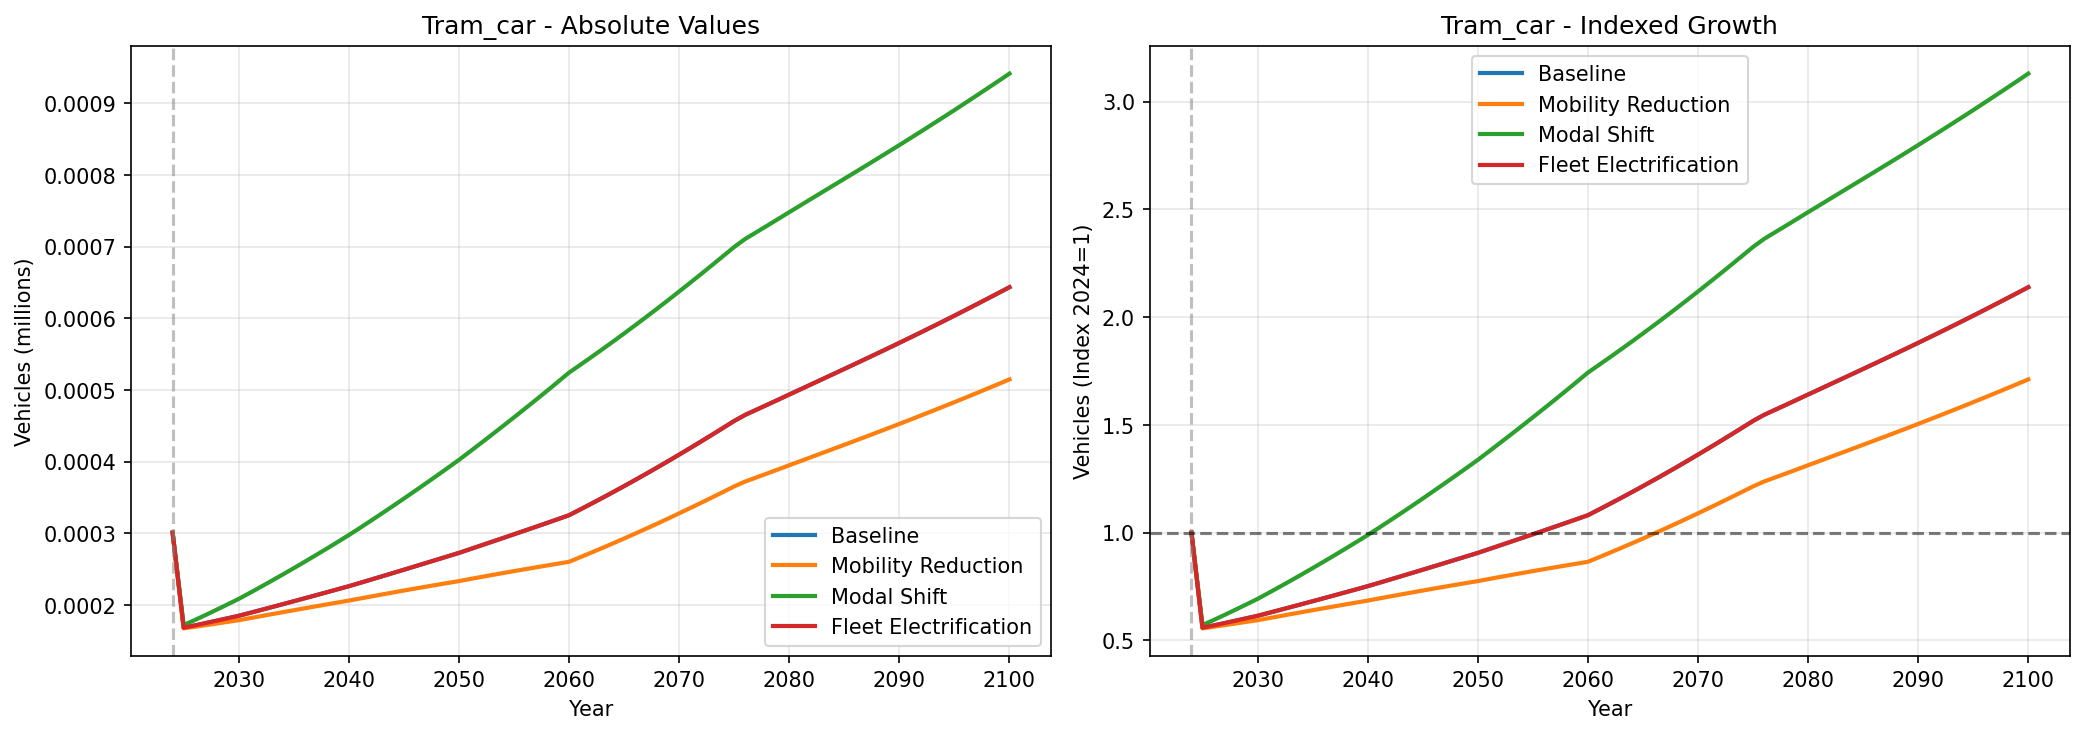 Tram_car - Absolute Values
Vehicles (millions)
0.0009
0.0008
0.0007
0.0006
0.0005
0.0004
0.0003
0.0002
Baseline
Mobility Reduction
Modal Shift
Fleet Electrification
2030 2040 2050 2060 2070 2080 2090 2100
Year
Tram_car - Indexed Growth
Vehicles (Index 2024=1)
3.0
2.5
2.0
1.5
1.0
0.5
Baseline
Mobility Reduction
Modal Shift
Fleet Electrification
2030 2040 2050 2060 2070 2080 2090 2100
Year